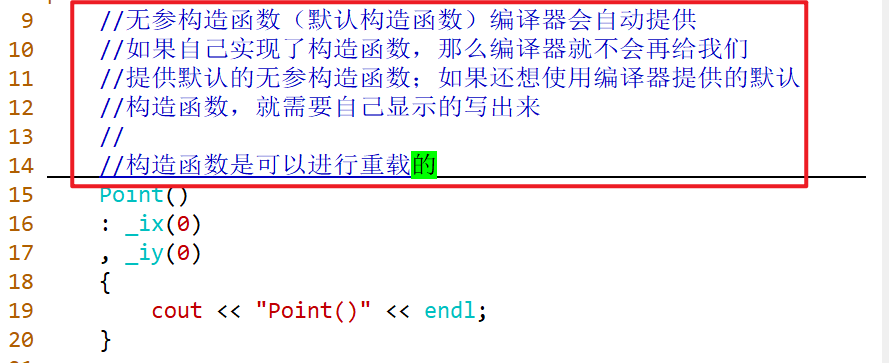 9 //无参构造函数（默认构造函数）编译器会自动提供
10 //如果自己实现了构造函数，那么编译器就不会再给我们
11 //提供默认的无参构造函数；如果还想使用编译器提供的默认
12 //构造函数，就需要自己显示的写出来
13 //
14 //构造函数是可以进行重载的
15 Point()
16 : _ix(0)
17 , _iy(0)
18 {
19 cout << "Point()" << endl;
20 }